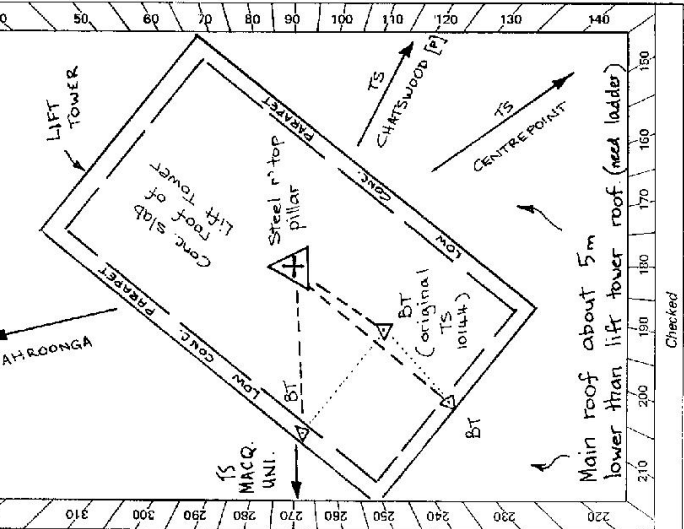 50 60 70 80 90 100 110 120 130 140
150
160
170
180
190
200
210
220
230
240
250
260
270
280
290
300
310
LIFT
TOWER
TS
CHATSWOOD [P]
TS
CENTREPOINT
PARAPET
CONC.
LOW
Conc. slab
roof of
Lift Tower
Steel r' top
pillar
BT
(original
TS
10144)
BT
BT
PARAPET
CONC.
LOW
AHROONGA
TS
MACQ.
UNI.
Main roof about 5m
lower than lift tower roof. (need ladder)
Checked